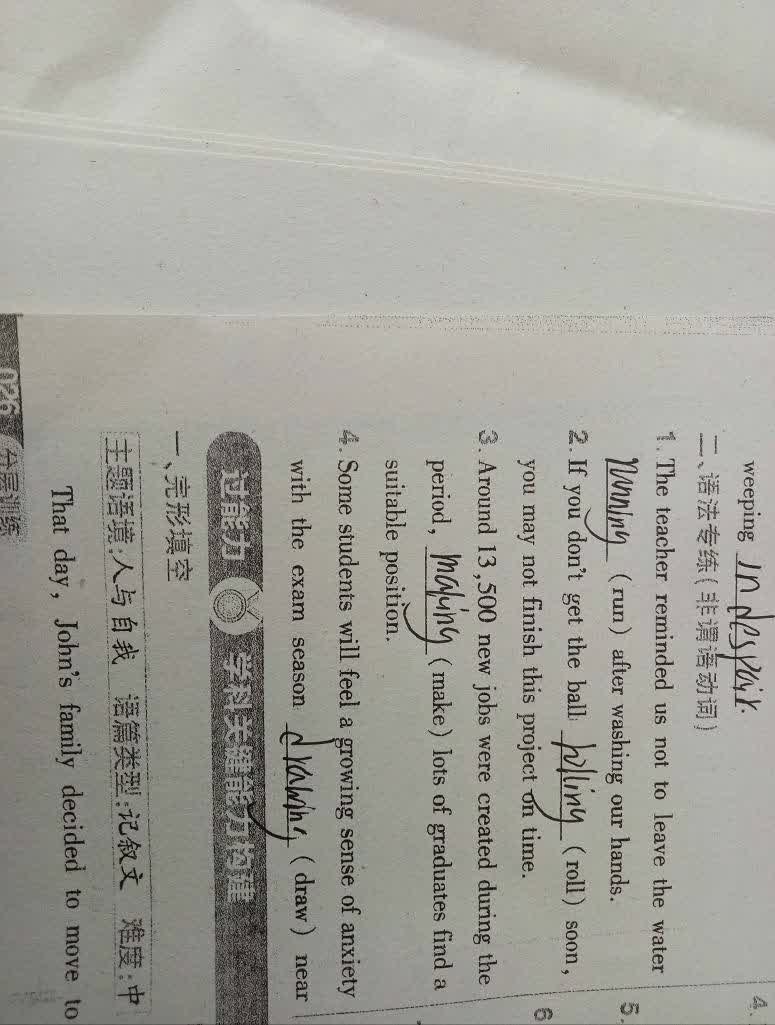 weeping in despair.
二、语法专练(非谓语动词)
1. The teacher reminded us not to leave the water
running (run) after washing our hands.
2. If you don't get the ball rolling (roll) soon,
you may not finish this project on time.
3. Around 13,500 new jobs were created during the
period, making (make) lots of graduates find a
suitable position.
4. Some students will feel a growing sense of anxiety
with the exam season drawing (draw) near
过能力 学科关键能力构建
一、完形填空
主题语境:人与自我 语篇类型:记叙文 难度:中
That day, John's family decided to move to
026 分层训练
4.
5.
6